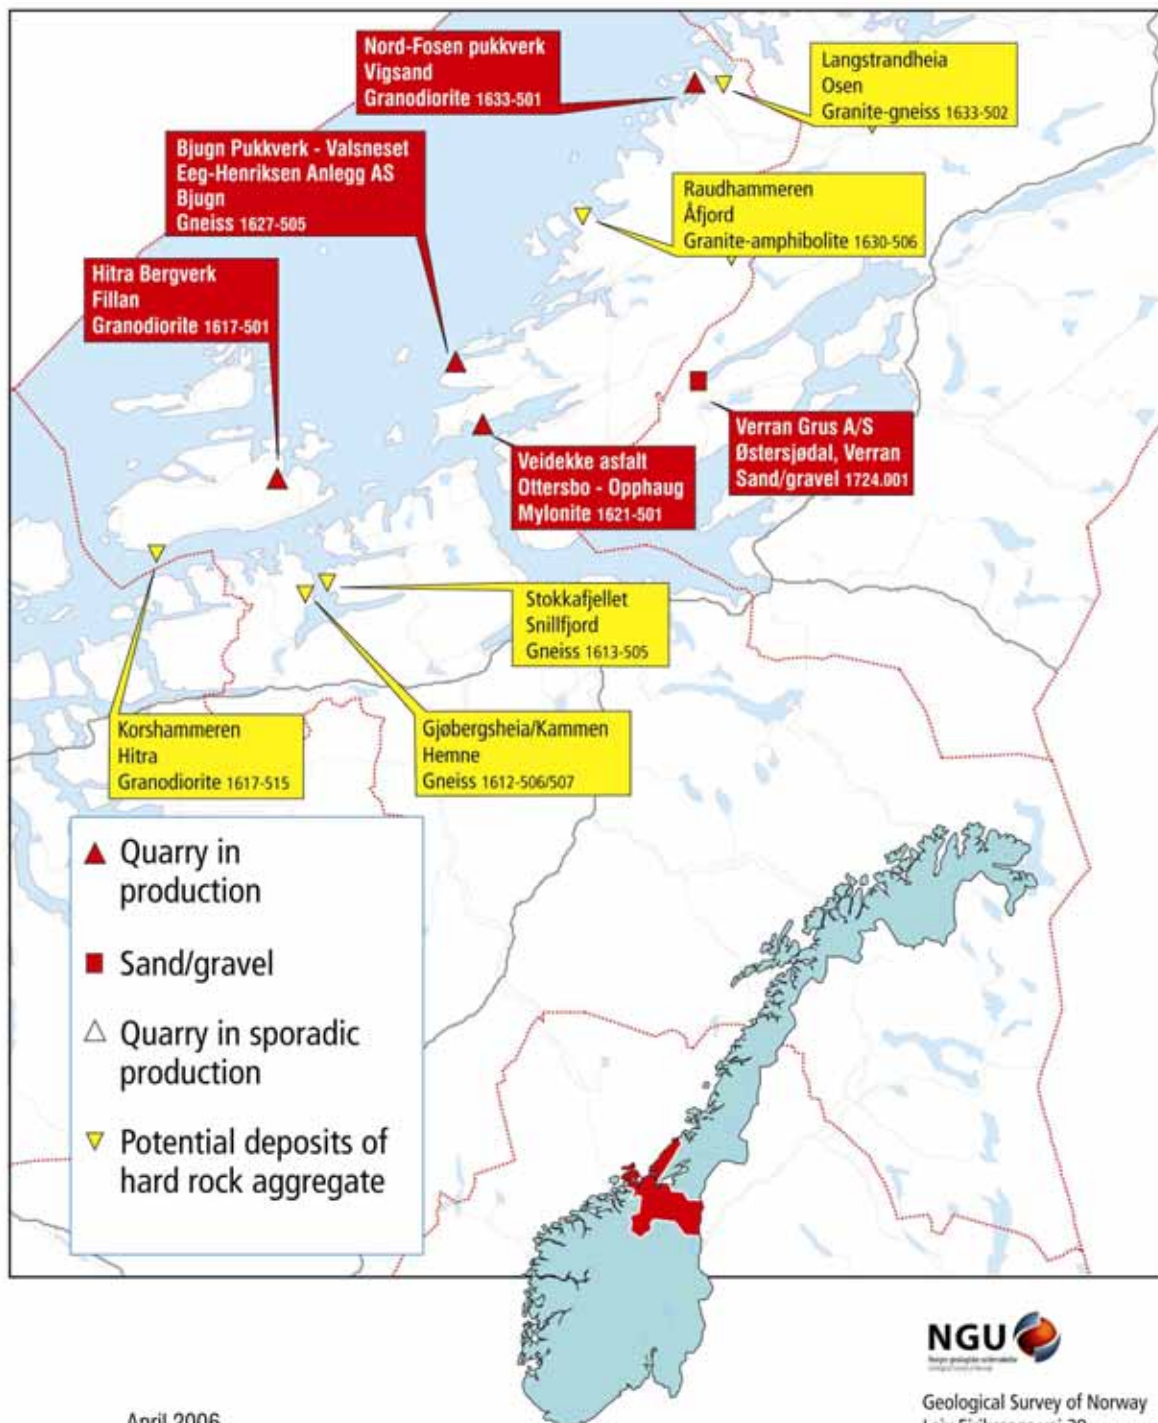 Nord-Fosen pukkverk
Vigsand
Granodiorite 1633-501
Langstrandheia
Osen
Granite-gneiss 1633-502
Bjugn Pukkverk - Valsneset
Eeg-Henriksen Anlegg AS
Bjugn
Gneiss 1627-505
Raudhammeren
Åfjord
Granite-amphibolite 1630-506
Hitra Bergverk
Fillan
Granodiorite 1617-501
Verran Grus A/S
Østersjødal, Verran
Sand/gravel 1724.001
Veidekke asfalt
Ottersbo - Opphaug
Mylonite 1621-501
Stokkafjellet
Snillfjord
Gneiss 1613-505
Korshammeren
Hitra
Granodiorite 1617-515
Gjøbergsheia/Kammen
Hemne
Gneiss 1612-506/507
Quarry in
production
Sand/gravel
Quarry in sporadic
production
Potential deposits of
hard rock aggregate
NGU
Geological Survey of Norway
April 2006